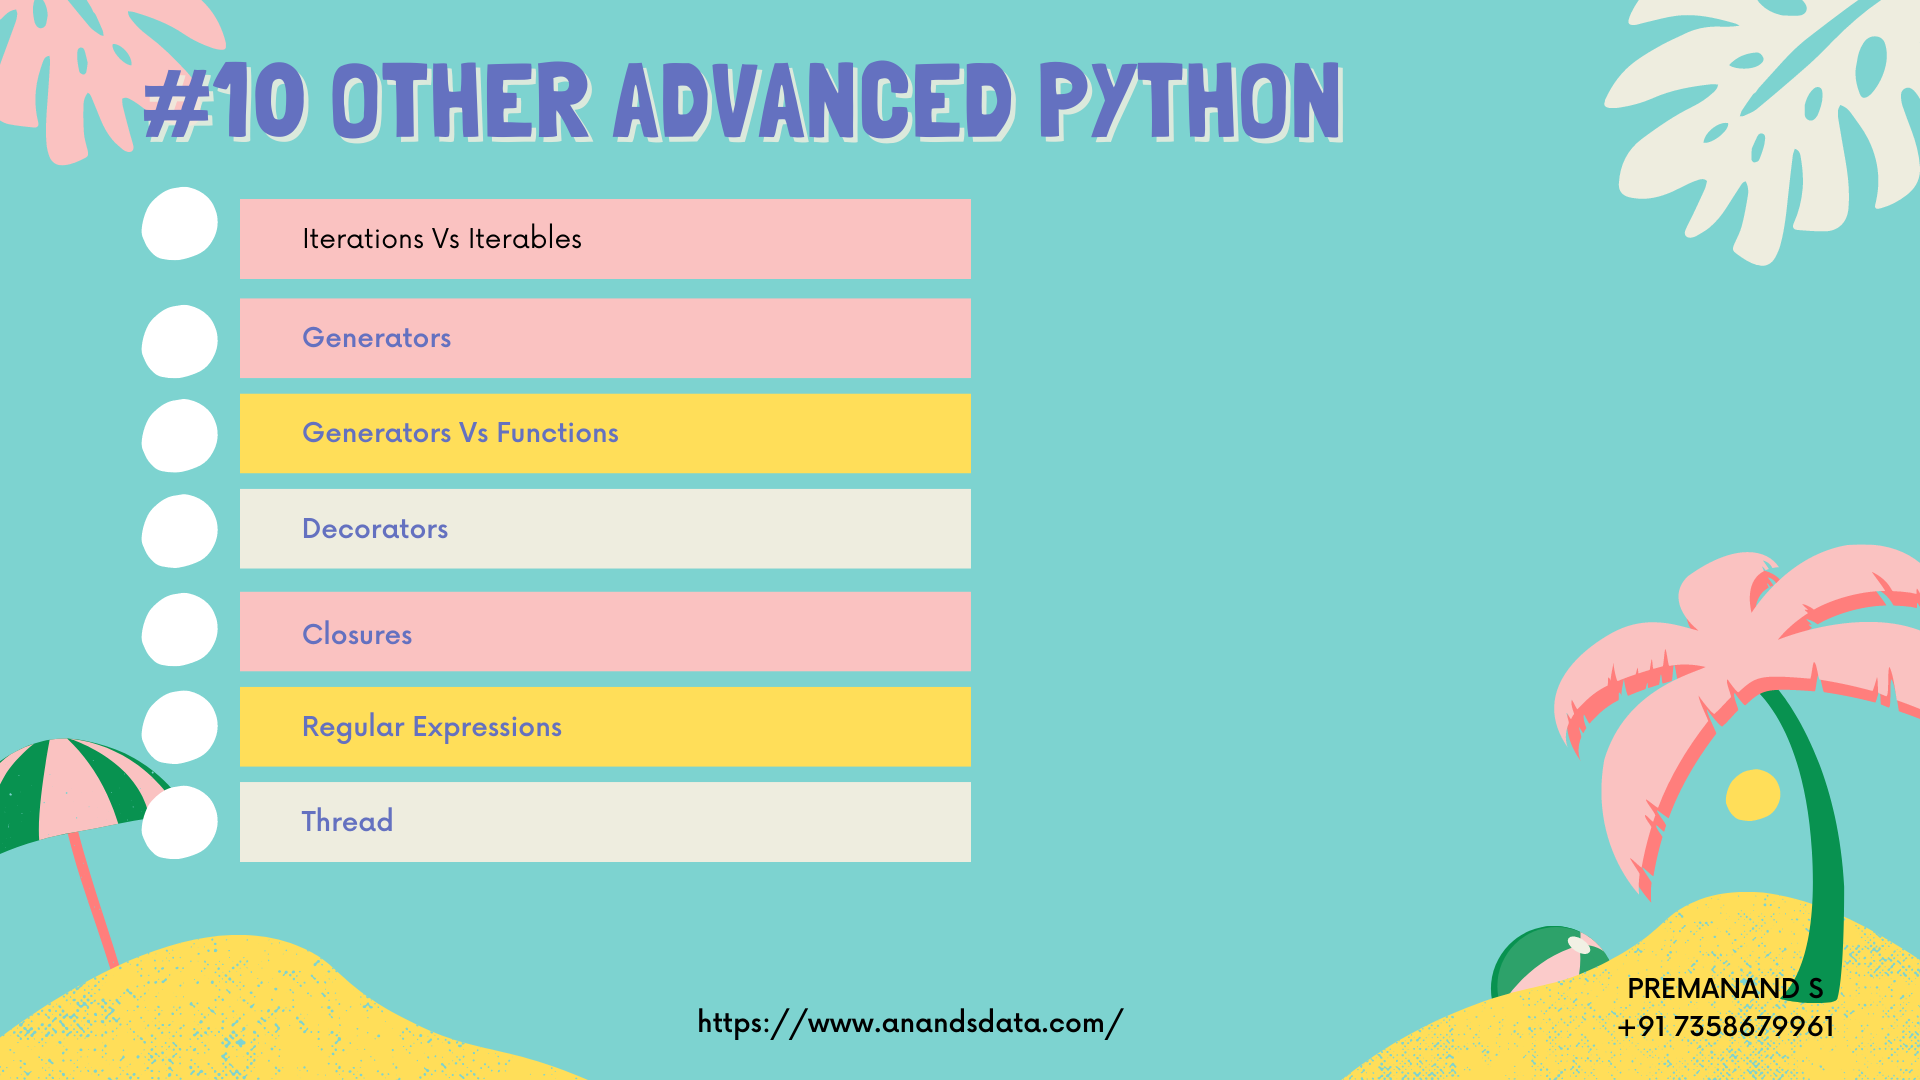 #10 OTHER ADVANCED PYTHON
Iterations Vs Iterables
Generators
Generators Vs Functions
Decorators
Closures
Regular Expressions
Thread
https://www.anandsdata.com/
PREMANAND S
+91 7358679961